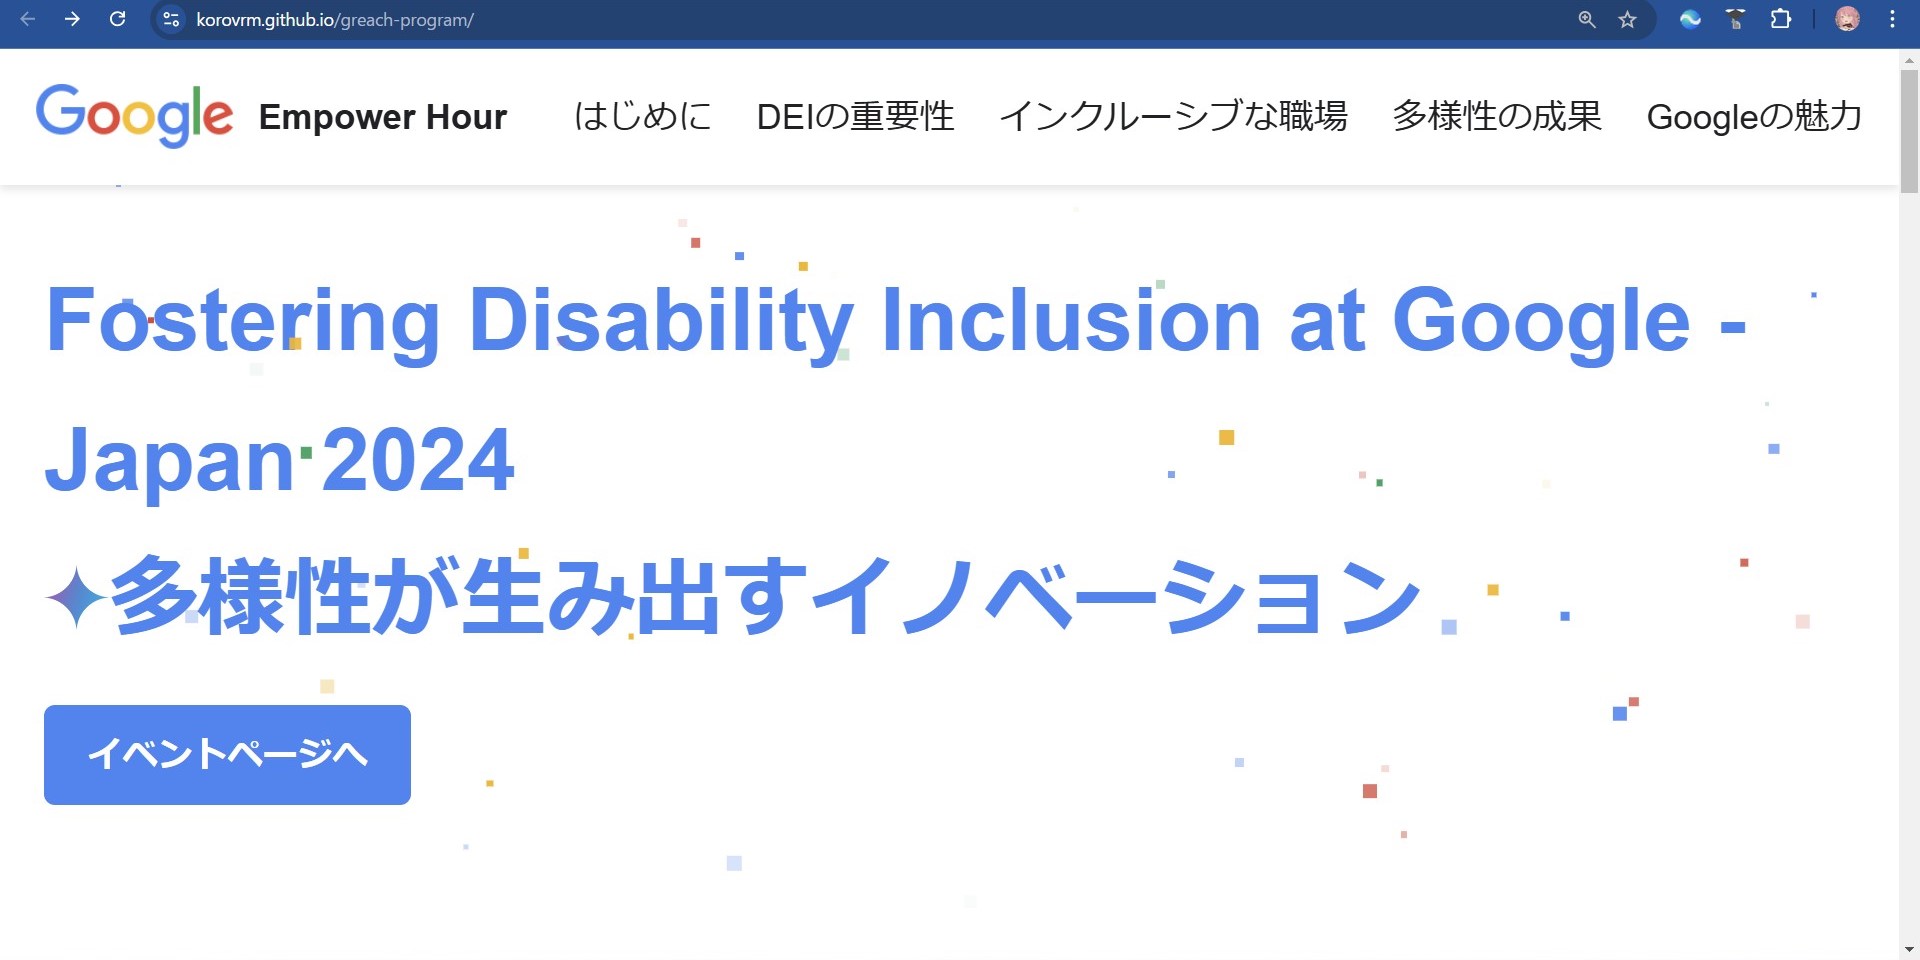 korovrm.github.io/greach-program/
Google Empower Hour はじめに DEIの重要性 インクルーシブな職場 多様性の成果 Googleの魅力
Fostering Disability Inclusion at Google -
Japan 2024
✦多様性が生み出すイノベーション
イベントページへ